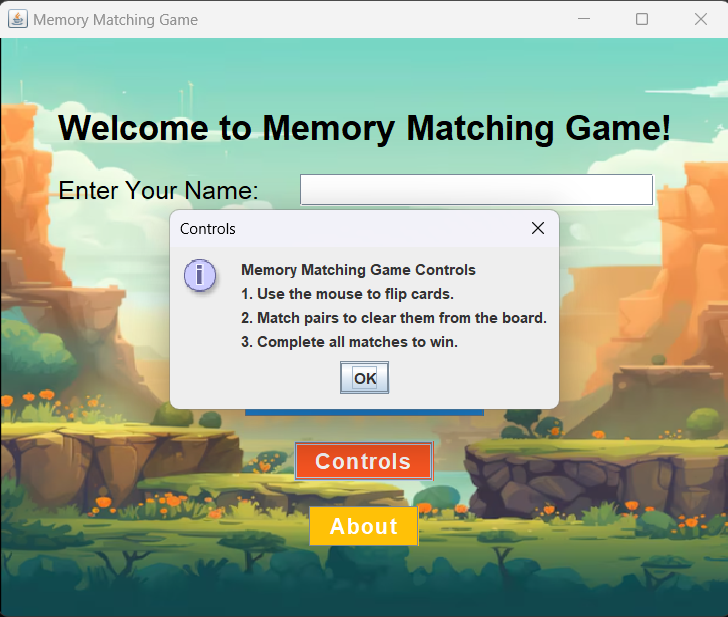 Memory Matching Game
Welcome to Memory Matching Game!
Enter Your Name:
Controls
i
Memory Matching Game Controls
1. Use the mouse to flip cards.
2. Match pairs to clear them from the board.
3. Complete all matches to win.
OK
Controls
About